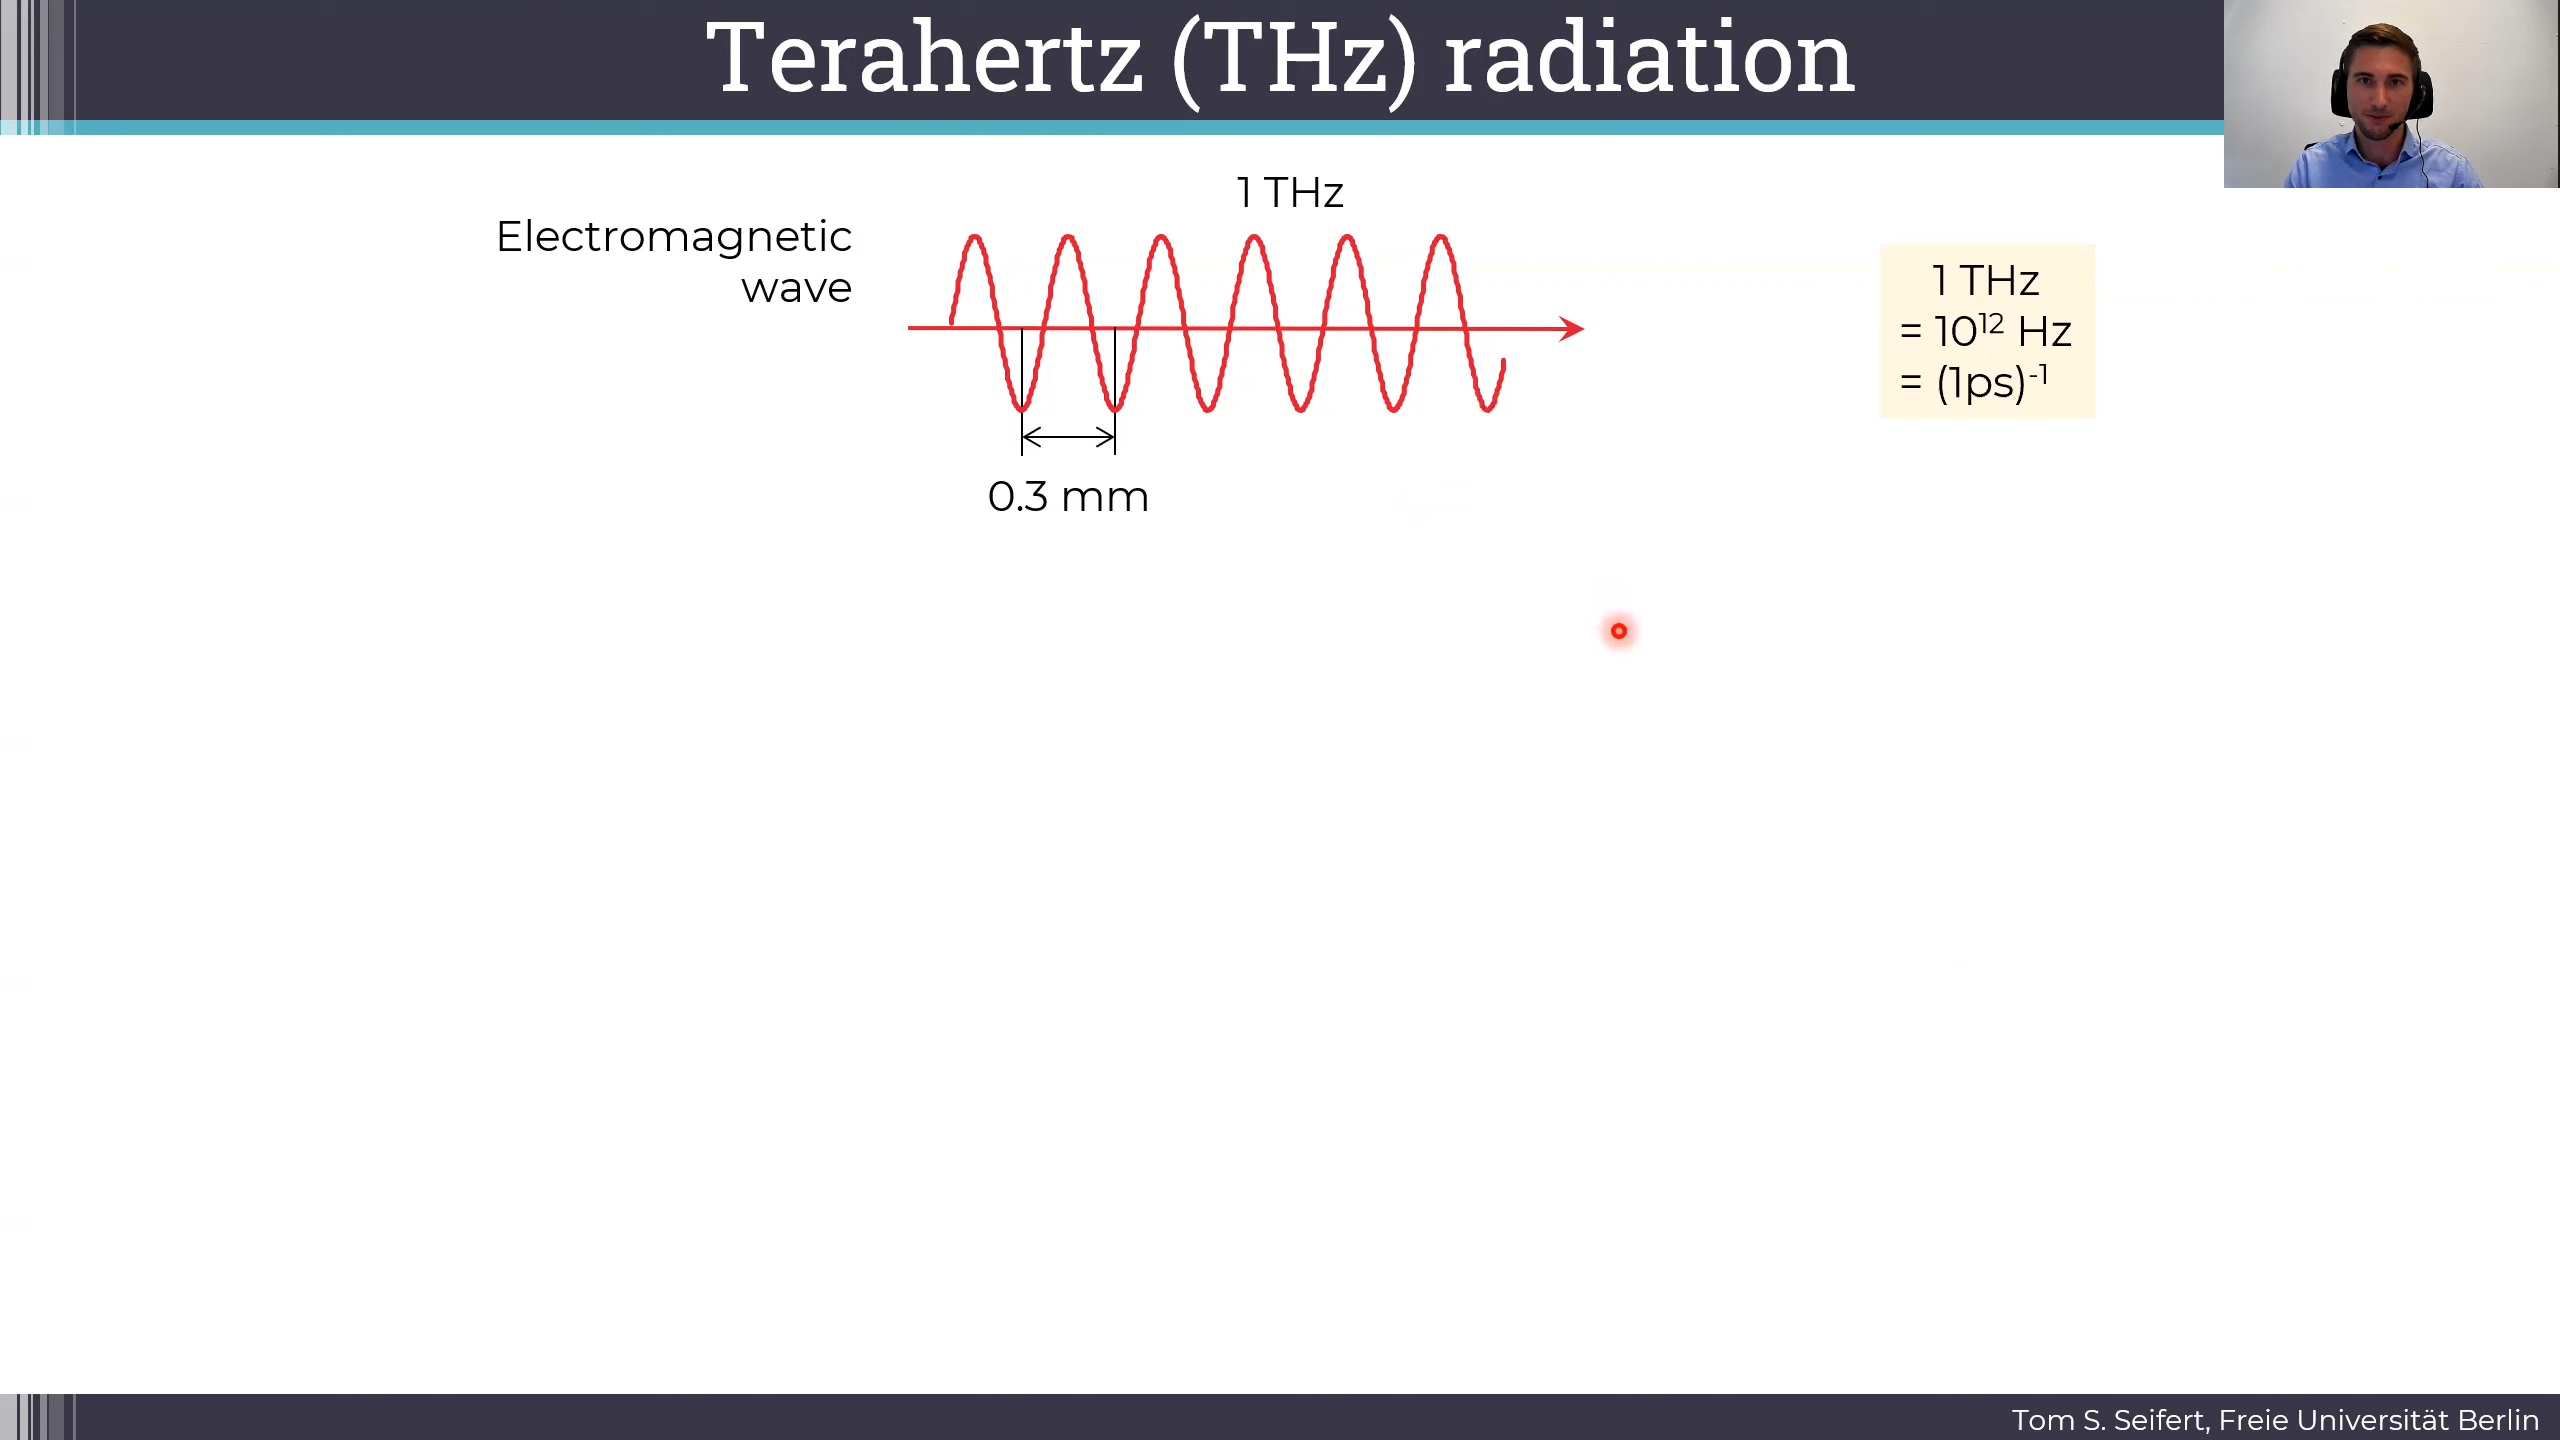 Terahertz (THz) radiation
1 THz
Electromagnetic
wave
1 THz
= 10¹² Hz
= (1ps)⁻¹
0.3 mm
Tom S. Seifert, Freie Universität Berlin